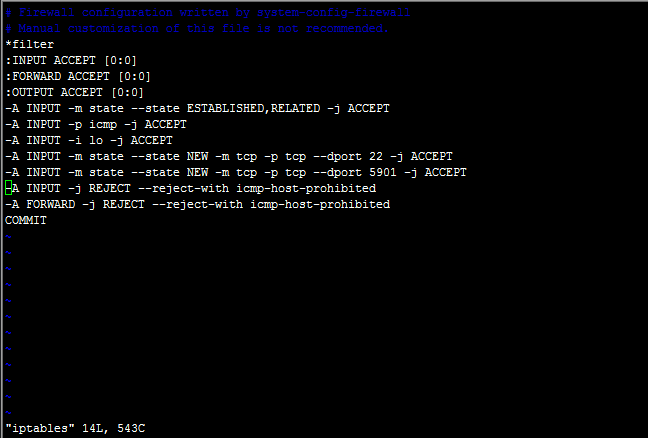 # Firewall configuration written by system-config-firewall
# Manual customization of this file is not recommended.
*filter
:INPUT ACCEPT [0:0]
:FORWARD ACCEPT [0:0]
:OUTPUT ACCEPT [0:0]
-A INPUT -m state --state ESTABLISHED,RELATED -j ACCEPT
-A INPUT -p icmp -j ACCEPT
-A INPUT -i lo -j ACCEPT
-A INPUT -m state --state NEW -m tcp -p tcp --dport 22 -j ACCEPT
-A INPUT -m state --state NEW -m tcp -p tcp --dport 5901 -j ACCEPT
-A INPUT -j REJECT --reject-with icmp-host-prohibited
-A FORWARD -j REJECT --reject-with icmp-host-prohibited
COMMIT
~
~
~
~
~
~
~
~
~
~
~
~
"iptables" 14L, 543C